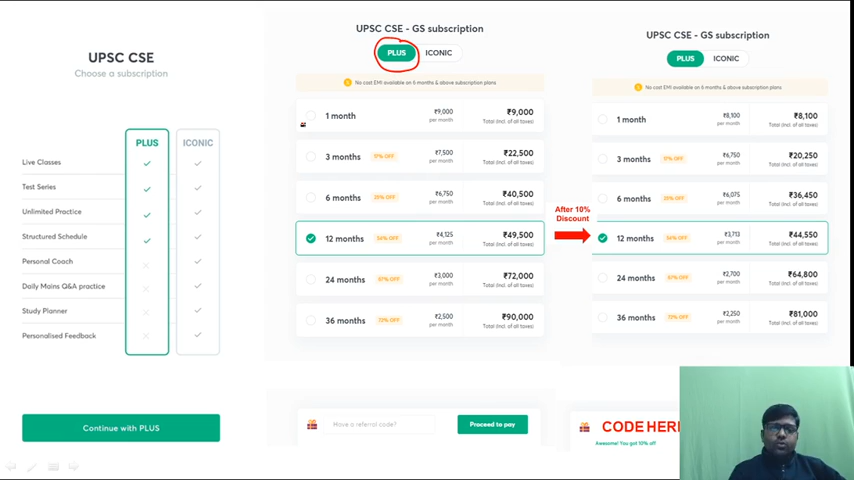 UPSC CSE
Choose a subscription
PLUS ICONIC
Live Classes
Test Series
Unlimited Practice
Structured Schedule
Personal Coach
Daily Mains Q&A practice
Study Planner
Personalised Feedback
Continue with PLUS
UPSC CSE - GS subscription
PLUS ICONIC
No cost EMI available on 6 months & above subscription plans
1 month ₹9,000 per month ₹9,000 Total (Incl. of all taxes)
3 months 17% OFF ₹7,500 per month ₹22,500 Total (Incl. of all taxes)
6 months 25% OFF ₹6,750 per month ₹40,500 Total (Incl. of all taxes)
12 months 54% OFF ₹4,125 per month ₹49,500 Total (Incl. of all taxes)
24 months 67% OFF ₹3,000 per month ₹72,000 Total (Incl. of all taxes)
36 months 72% OFF ₹2,500 per month ₹90,000 Total (Incl. of all taxes)
Have a referral code?
Proceed to pay
After 10%
Discount
UPSC CSE - GS subscription
PLUS ICONIC
No cost EMI available on 6 months & above subscription plans
1 month ₹8,100 per month ₹8,100 Total (Incl. of all taxes)
3 months 17% OFF ₹6,750 per month ₹20,250 Total (Incl. of all taxes)
6 months 25% OFF ₹6,075 per month ₹36,450 Total (Incl. of all taxes)
12 months 54% OFF ₹3,713 per month ₹44,550 Total (Incl. of all taxes)
24 months 67% OFF ₹2,700 per month ₹64,800 Total (Incl. of all taxes)
36 months 72% OFF ₹2,250 per month ₹81,000 Total (Incl. of all taxes)
CODE HERE
Awesome! You got 10% off